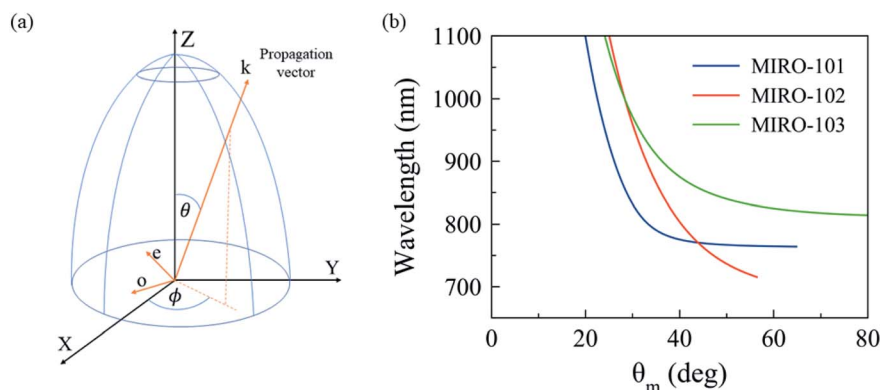 (a)
Z
Propagation
vector
k
θ
Y
e
o
ϕ
X
(b)
1100
1000
900
800
700
Wavelength (nm)
MIRO-101
MIRO-102
MIRO-103
0 20 40 60 80
θm (deg)